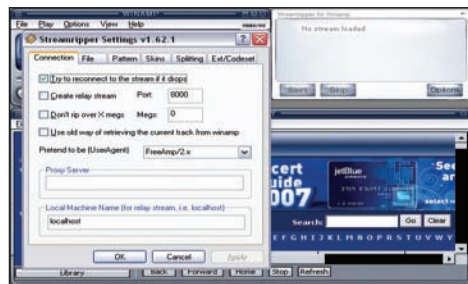 WINAMP
File Play Options View Help
Streamripper Settings v1.62.1
Connection File Pattern Skins Splitting Ext/Codeset
Try to reconnect to the stream if it drops
Create relay stream Port: 8000
Don't rip over X megs Megs: 0
Use old way of retrieving the current track from winamp
Pretend to be (UserAgent) FreeAmp/2.x
Proxy Server
Local Machine Name (for relay stream, i.e. localhost)
localhost
OK Cancel Apply
Streamripper for Winamp
No stream loaded
Start Stop Options
cert
uide
007
jetBlue
See
ar
select
Search: Go Clear
E F G H I J K L M N O P R S T U V W Y
Library Back Forward Home Stop Refresh